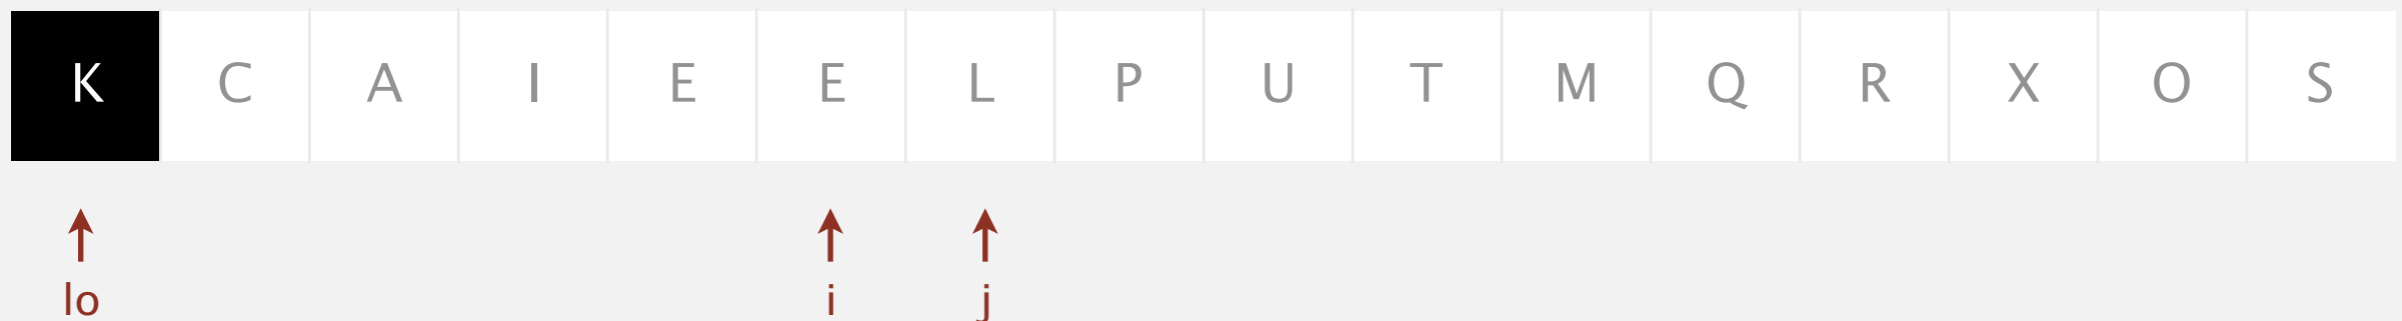 K C A I E E L P U T M Q R X O S
lo i j